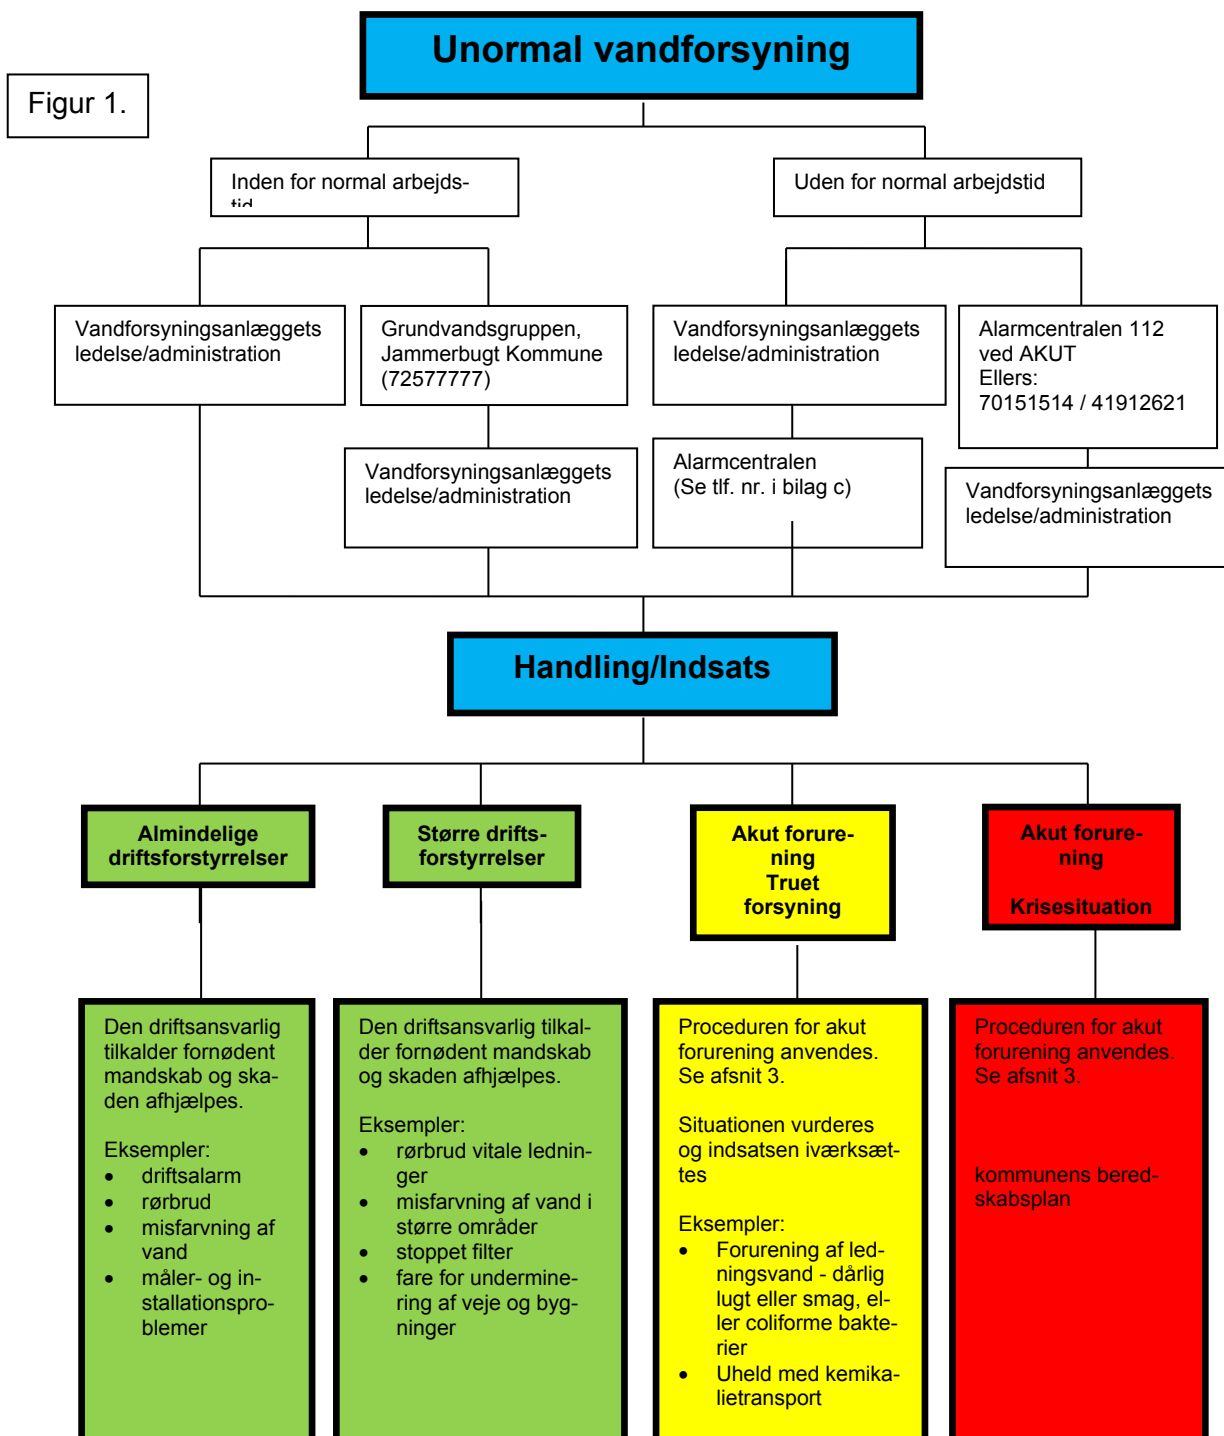 Unormal vandforsyning
Figur 1.
Inden for normal arbejds-
tid
Uden for normal arbejdstid
Vandforsyningsanlæggets
ledelse/administration
Grundvandsgruppen,
Jammerbugt Kommune
(72577777)
Vandforsyningsanlæggets
ledelse/administration
Vandforsyningsanlæggets
ledelse/administration
Alarmcentralen
(Se tlf. nr. i bilag c)
Alarmcentralen 112
ved AKUT
Ellers:
70151514 / 41912621
Vandforsyningsanlæggets
ledelse/administration
Handling/Indsats
Almindelige
driftsforstyrrelser
Større drifts-
forstyrrelser
Akut forure-
ning
Truet
forsyning
Akut forure-
ning
Krisesituation
Den driftsansvarlig
tilkalder fornødent
mandskab og ska-
den afhjælpes.
Eksempler:
• driftsalarm
• rørbrud
• misfarvning af
vand
• måler- og in-
stallationspro-
blemer
Den driftsansvarlig tilkal-
der fornødent mandskab
og skaden afhjælpes.
Eksempler:
• rørbrud vitale lednin-
ger
• misfarvning af vand i
større områder
• stoppet filter
• fare for undermine-
ring af veje og byg-
ninger
Proceduren for akut
forurening anvendes.
Se afsnit 3.
Situationen vurderes
og indsatsen iværksæt-
tes
Eksempler:
• Forurening af led-
ningsvand - dårlig
lugt eller smag, el-
ler coliforme bakte-
rier
• Uheld med kemika-
lietransport
Proceduren for akut
forurening anvendes.
Se afsnit 3.
kommunens bered-
skabsplan